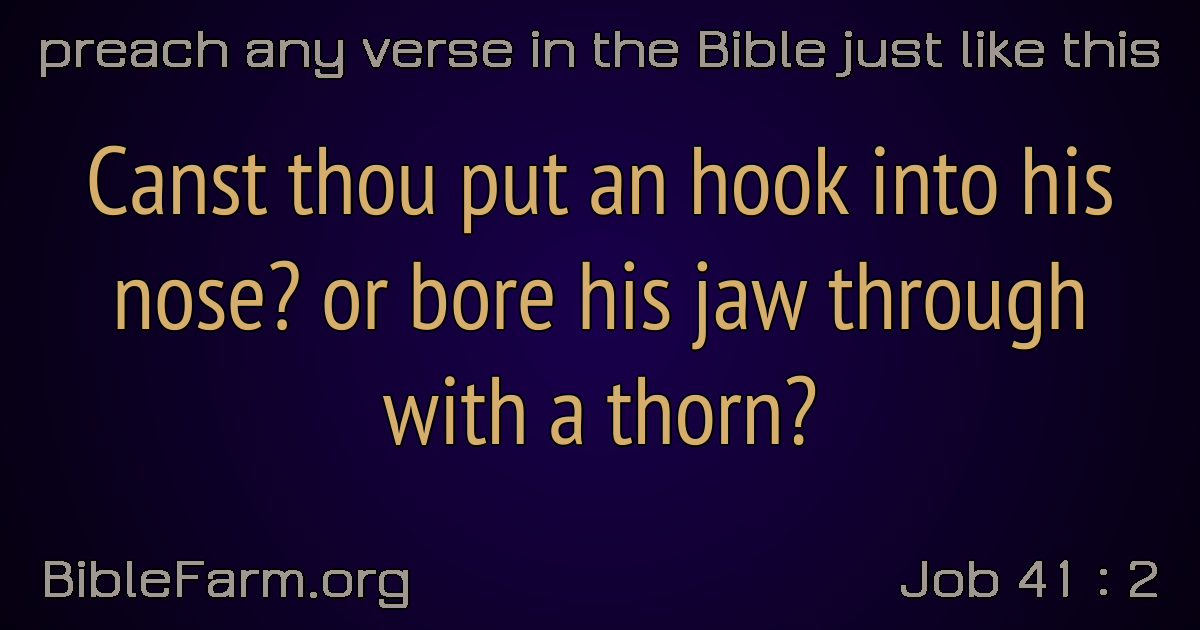 preach any verse in the Bible just like this
Canst thou put an hook into his
nose? or bore his jaw through
with a thorn?
BibleFarm.org
Job 41 : 2